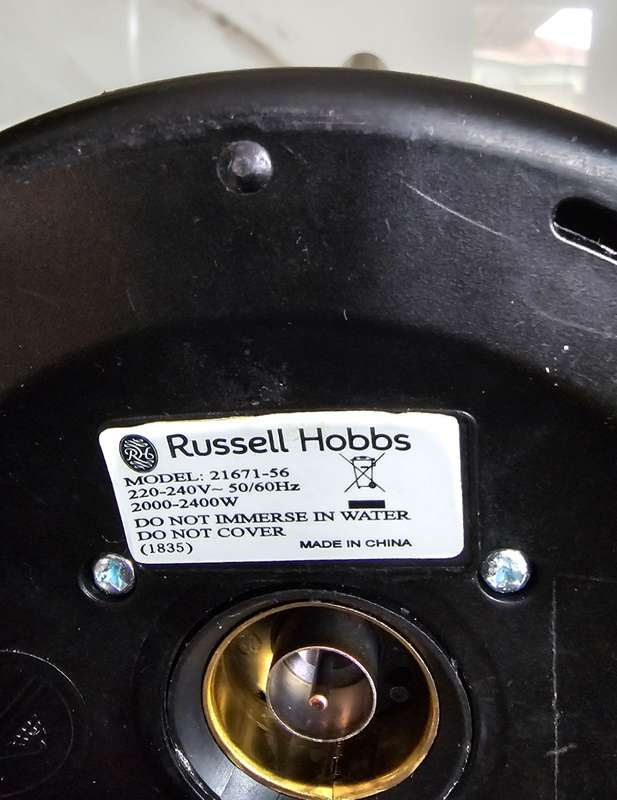 RH
Russell Hobbs
MODEL: 21671-56
220-240V~ 50/60Hz
2000-2400W
DO NOT IMMERSE IN WATER
DO NOT COVER
(1835) MADE IN CHINA